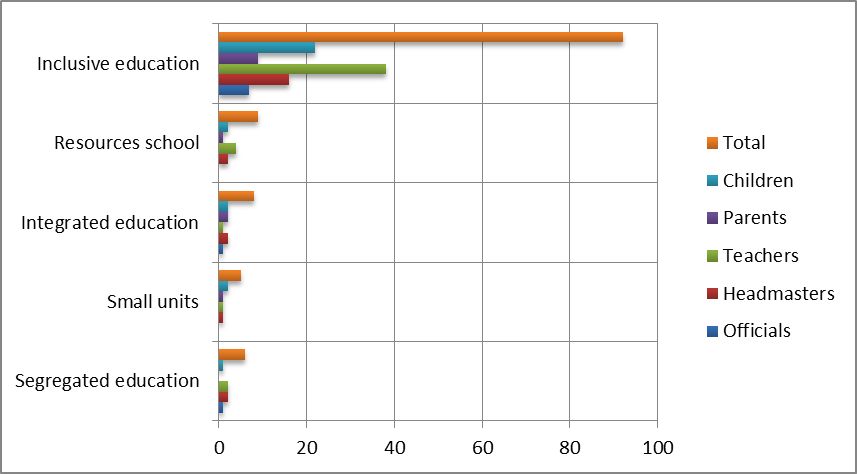 Inclusive education
Resources school
Integrated education
Small units
Segregated education
0 20 40 60 80 100
Total
Children
Parents
Teachers
Headmasters
Officials